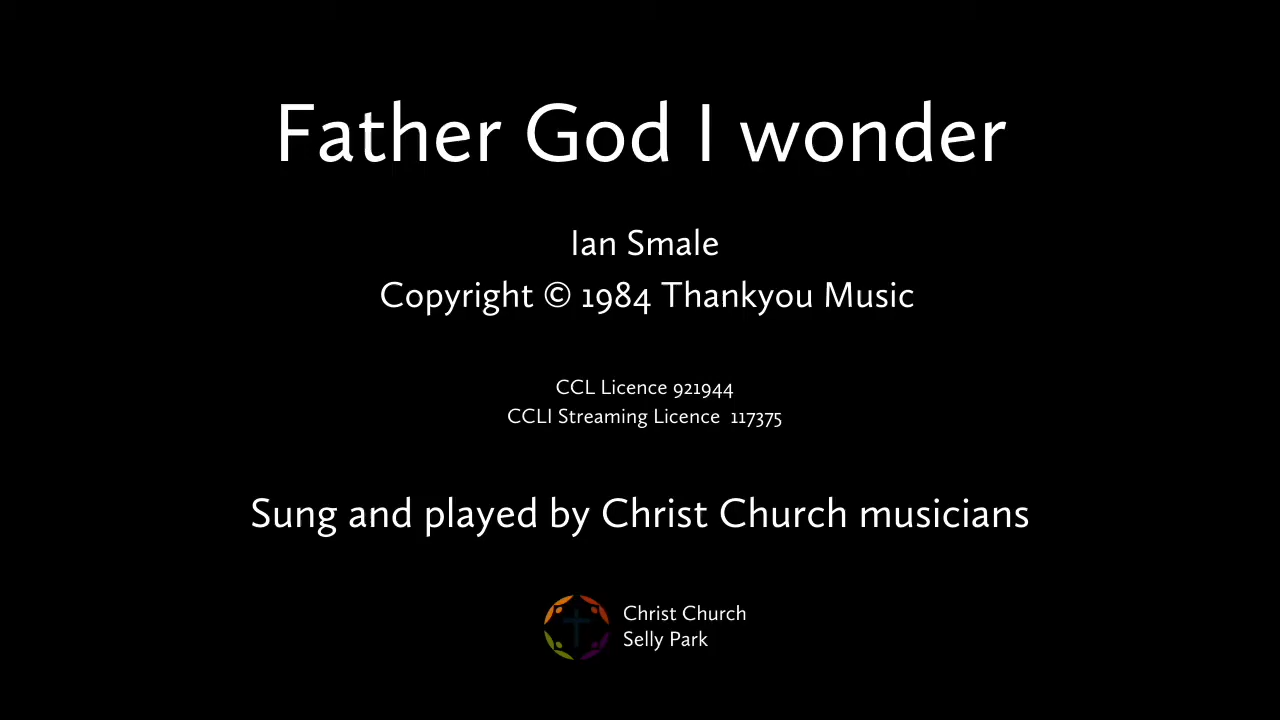 Father God I wonder
Ian Smale
Copyright © 1984 Thankyou Music
CCL Licence 921944
CCLI Streaming Licence 117375
Sung and played by Christ Church musicians
Christ Church
Selly Park